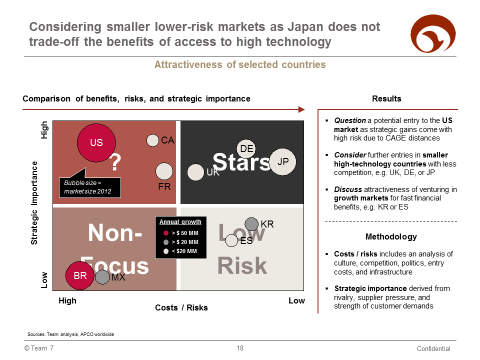 Considering smaller lower-risk markets as Japan does not
trade-off the benefits of access to high technology
Attractiveness of selected countries
Comparison of benefits, risks, and strategic importance
Results
Strategic Importance
High
Low
US
?
CA
FR
Bubble size =
market size 2012
Stars
DE
JP
UK
Non-
Focus
BR
MX
Annual growth
> $ 50 MM
> $ 20 MM
< $20 MM
Low
Risk
KR
ES
High
Costs / Risks
Low
▪ Question a potential entry to the US
market as strategic gains come with
high risk due to CAGE distances
▪ Consider further entries in smaller
high-technology countries with less
competition, e.g. UK, DE, or JP
▪ Discuss attractiveness of venturing in
growth markets for fast financial
benefits, e.g. KR or ES
Methodology
▪ Costs / risks includes an analysis of
culture, competition, politics, entry
costs, and infrastructure
▪ Strategic importance derived from
rivalry, supplier pressure, and
strength of customer demands
Sources: Team analysis, APCO worldwide
© Team 7
18
Confidential